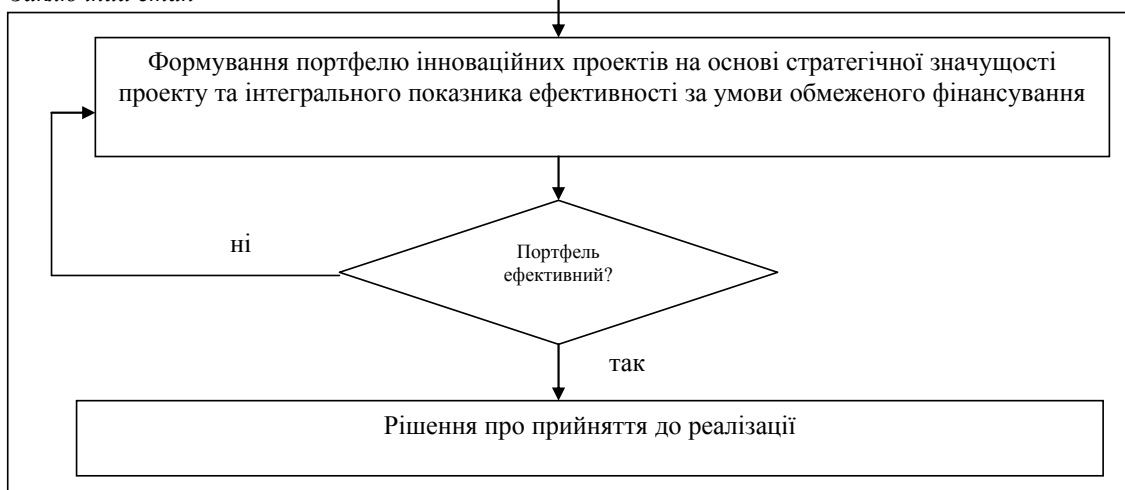 Формування портфелю інноваційних проектів на основі стратегічної значущості
проекту та інтегрального показника ефективності за умови обмеженого фінансування
ні
Портфель
ефективний?
так
Рішення про прийняття до реалізації